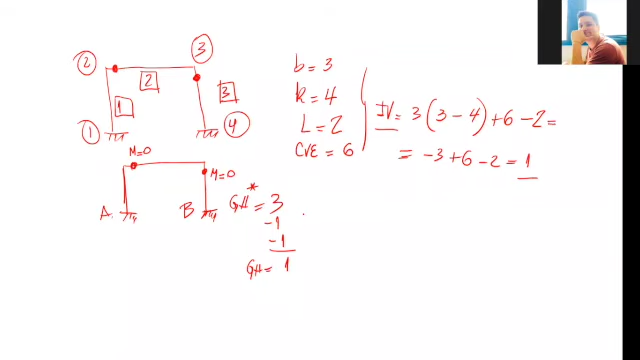 2
3
2
1
3
1
4
b = 3
k = 4
L = 2
CVE = 6
IV = 3 (3 - 4) + 6 - 2 =
= -3 + 6 - 2 = 1
M=0
M=0
A
B
GH* = 3
-1
-1
GH = 1